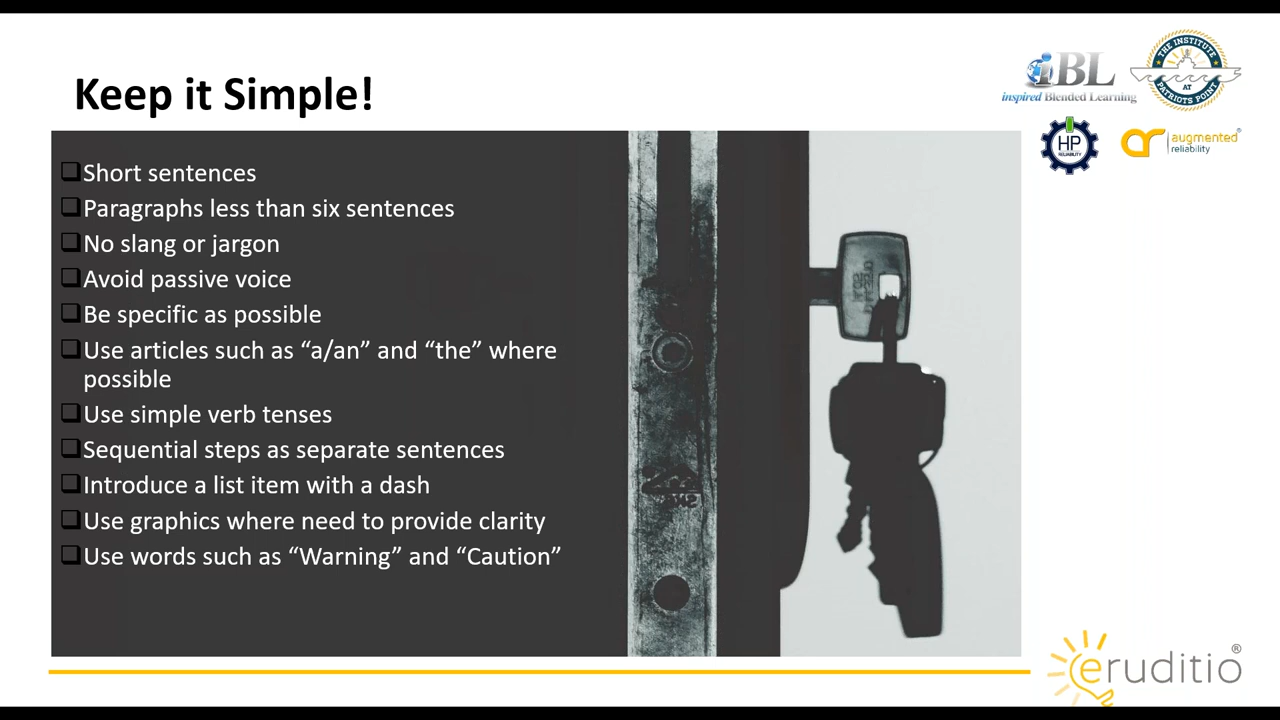 Keep it Simple!
iBL
inspired Blended Learning
THE INSTITUTE
AT
PATRIOTS POINT
HP
RELIABILITY
ar augmented®
reliability
Short sentences
Paragraphs less than six sentences
No slang or jargon
Avoid passive voice
Be specific as possible
Use articles such as “a/an” and “the” where
possible
Use simple verb tenses
Sequential steps as separate sentences
Introduce a list item with a dash
Use graphics where need to provide clarity
Use words such as “Warning” and “Caution”
eruditio®